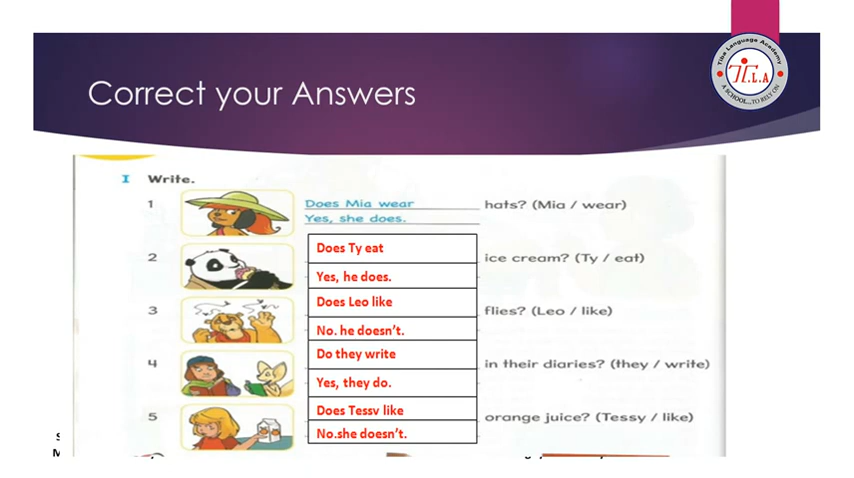 Correct your Answers
Tiba Language Academy
T.L.A
A SCHOOL...TO RELY ON
1 Write.
1 Does Mia wear hats? (Mia / wear)
Yes, she does.
2 Does Ty eat ice cream? (Ty / eat)
Yes, he does.
3 Does Leo like flies? (Leo / like)
No. he doesn't.
4 Do they write in their diaries? (they / write)
Yes, they do.
5 Does Tessv like orange juice? (Tessy / like)
No.she doesn't.